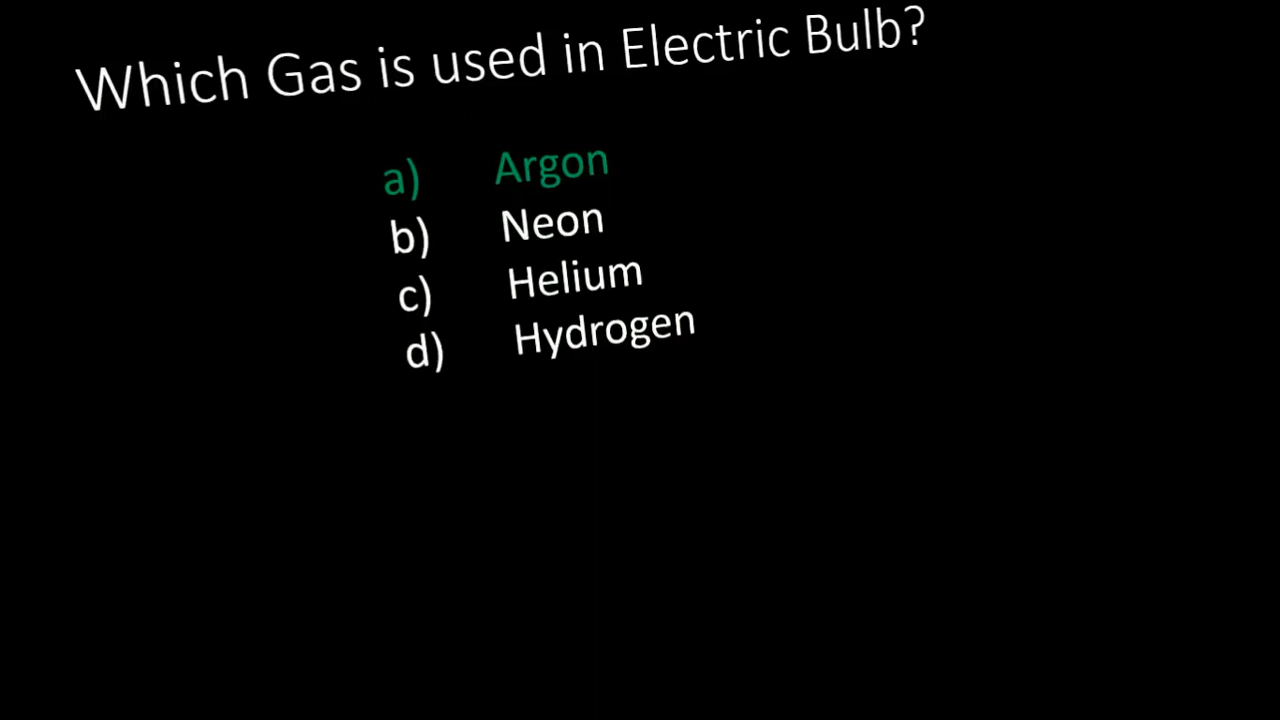 Which Gas is used in Electric Bulb?
a) Argon
b) Neon
c) Helium
d) Hydrogen